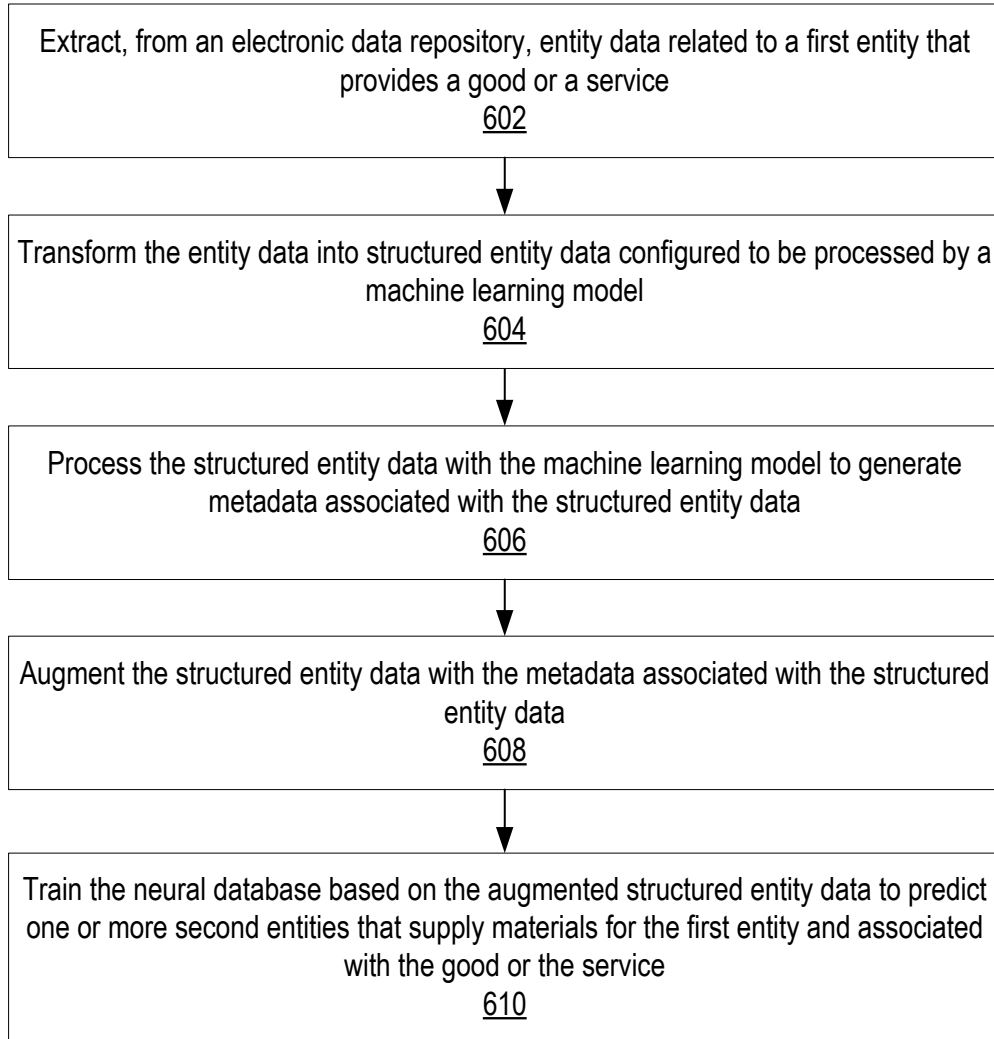 Extract, from an electronic data repository, entity data related to a first entity that
provides a good or a service
602
Transform the entity data into structured entity data configured to be processed by a
machine learning model
604
Process the structured entity data with the machine learning model to generate
metadata associated with the structured entity data
606
Augment the structured entity data with the metadada associated with the structured
entity data
608
Train the neural database based on the augmented structured entity data to predict
one or more second entities that supply materials for the first entity and associated
with the good or the service
610